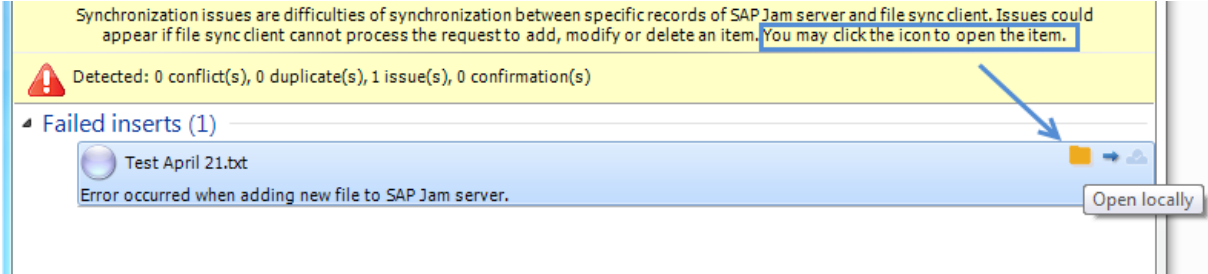 Synchronization issues are difficulties of synchronization between specific records of SAP Jam server and file sync client. Issues could
appear if file sync client cannot process the request to add, modify or delete an item. You may click the icon to open the item.
Detected: 0 conflict(s), 0 duplicate(s), 1 issue(s), 0 confirmation(s)
Failed inserts (1)
Test April 21.txt
Error occurred when adding new file to SAP Jam server.
Open locally